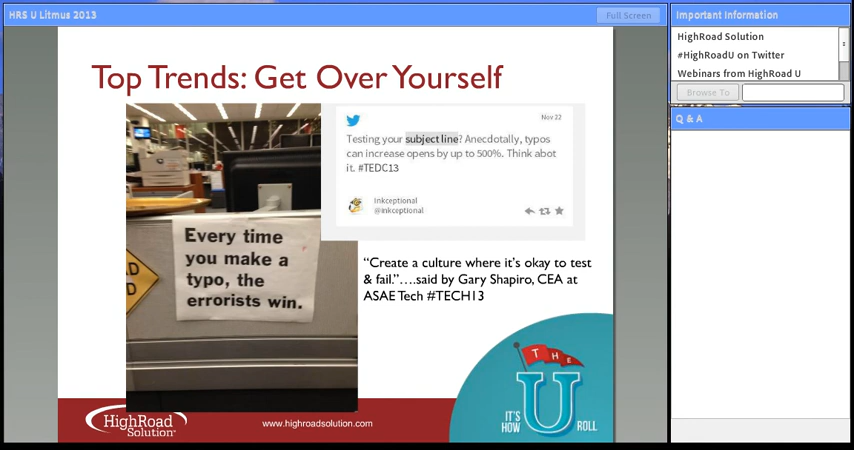 HRS U Litmus 2013
Full Screen
Important Information
HighRoad Solution
#HighRoadU on Twitter
Webinars from HighRoad U
Browse To
Q & A
Top Trends: Get Over Yourself
Nov 22
Testing your subject line? Anecdotally, typos
can increase opens by up to 500%. Think abot
it. #TEDC13
Inkceptional
@inkceptional
Every time
you make a
typo, the
errorists win.
“Create a culture where it’s okay to test
& fail.”….said by Gary Shapiro, CEA at
ASAE Tech #TECH13
HighRoad
Solution
www.highroadsolution.com
THE
U
IT'S
HOW
ROLL